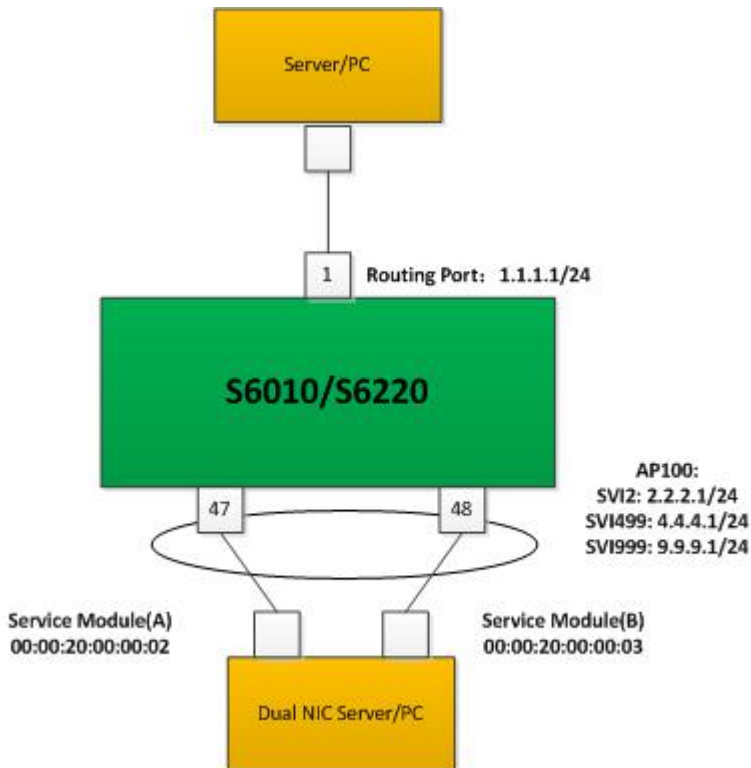 Server/PC
1
Routing Port：1.1.1.1/24
S6010/S6220
47
48
AP100:
SVI2: 2.2.2.1/24
SVI499: 4.4.4.1/24
SVI999: 9.9.9.1/24
Service Module(A)
00:00:20:00:00:02
Service Module(B)
00:00:20:00:00:03
Dual NIC Server/PC